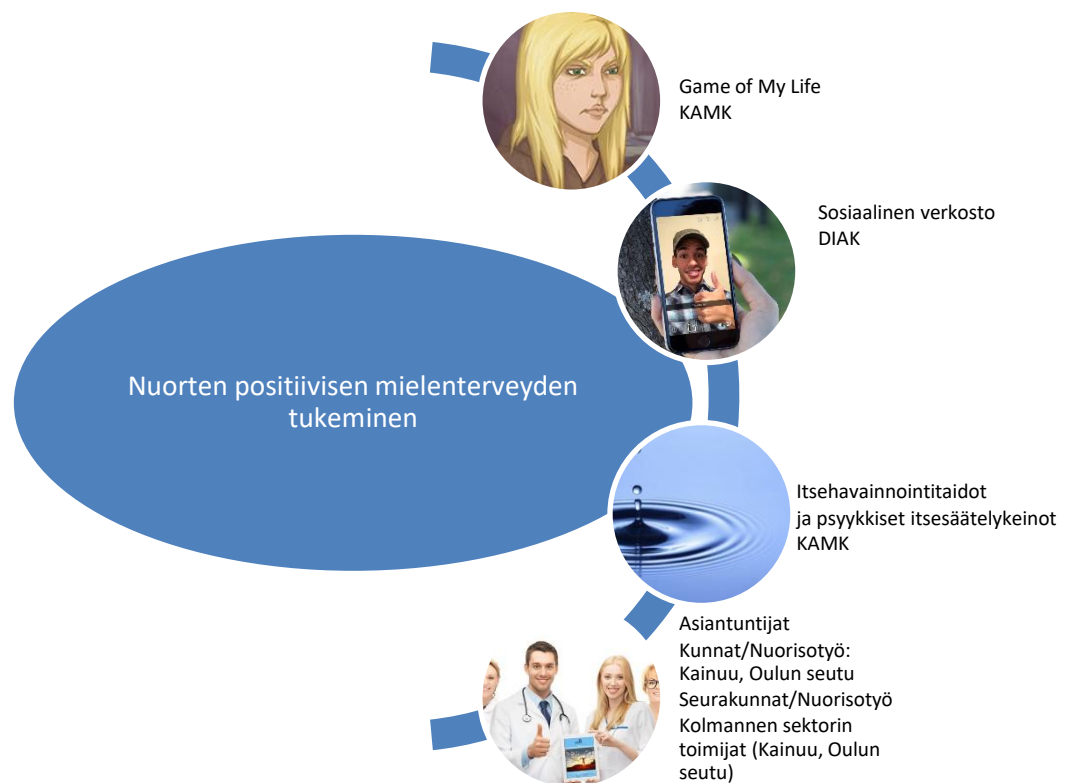 Game of My Life
KAMK
Sosiaalinen verkosto
DIAK
Nuorten positiivisen mielenterveyden
tukeminen
Itsehavainnointitaidot
ja psyykkiset itsesäätelykeinot
KAMK
Asiantuntijat
Kunnat/Nuorisotyö:
Kainuu, Oulun seutu
Seurakunnat/Nuorisotyö
Kolmannen sektorin
toimijat (Kainuu, Oulun
seutu)